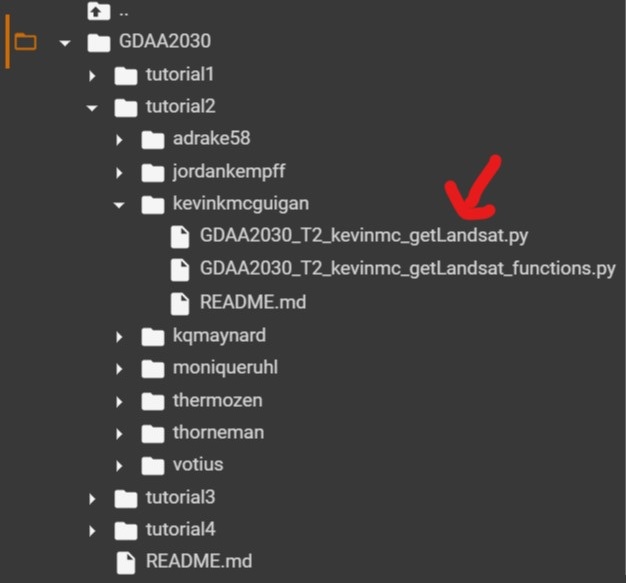 ..
GDAA2030
tutorial1
tutorial2
adrake58
jordankempff
kevinkmcguigan
GDAA2030_T2_kevinmc_getLandsat.py
GDAA2030_T2_kevinmc_getLandsat_functions.py
README.md
kqmaynard
moniqueruhl
thermozen
thorneman
votius
tutorial3
tutorial4
README.md